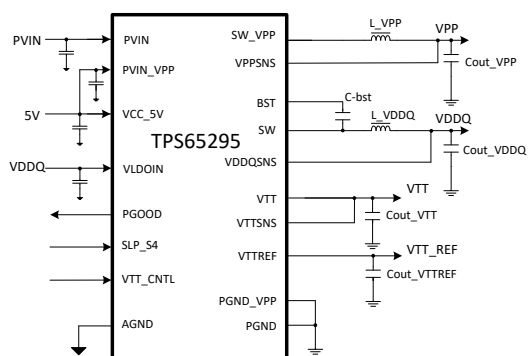 PVIN
5V
VDDQ
PVIN
PVIN_VPP
VCC_5V
VLDOIN
PGOOD
SLP_S4
VTT_CNTL
AGND
TPS65295
SW_VPP
VPPSNS
BST
SW
VDDQSNS
VTT
VTTSNS
VTTREF
PGND_VPP
PGND
L_VPP
VPP
Cout_VPP
C-bst
L_VDDQ
VDDQ
Cout_VDDQ
VTT
Cout_VTT
VTT_REF
Cout_VTTREF